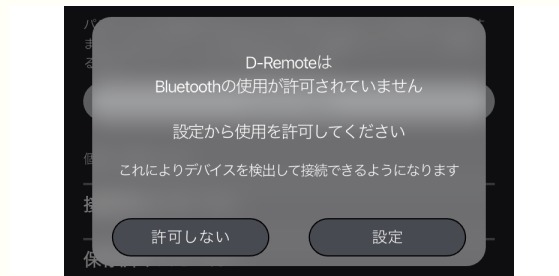 D-Remoteは
Bluetoothの使用が許可されていません
設定から使用を許可してください
これによりデバイスを検出して接続できるようになります
許可しない
設定